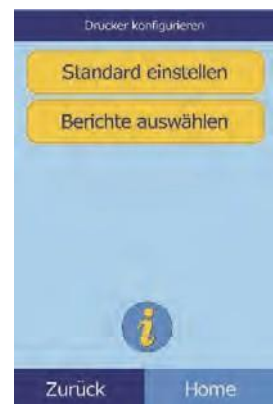 Drucker konfigurieren
Standard einstellen
Berichte auswählen
i
Zurück Home